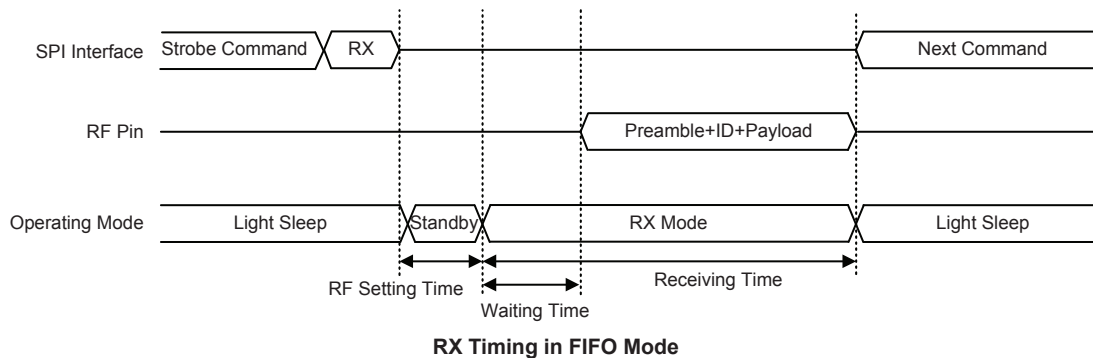 SPI Interface
Strobe Command
RX
Next Command
RF Pin
Preamble+ID+Payload
Operating Mode
Light Sleep
Standby
RX Mode
Light Sleep
RF Setting Time
Receiving Time
Waiting Time
RX Timing in FIFO Mode